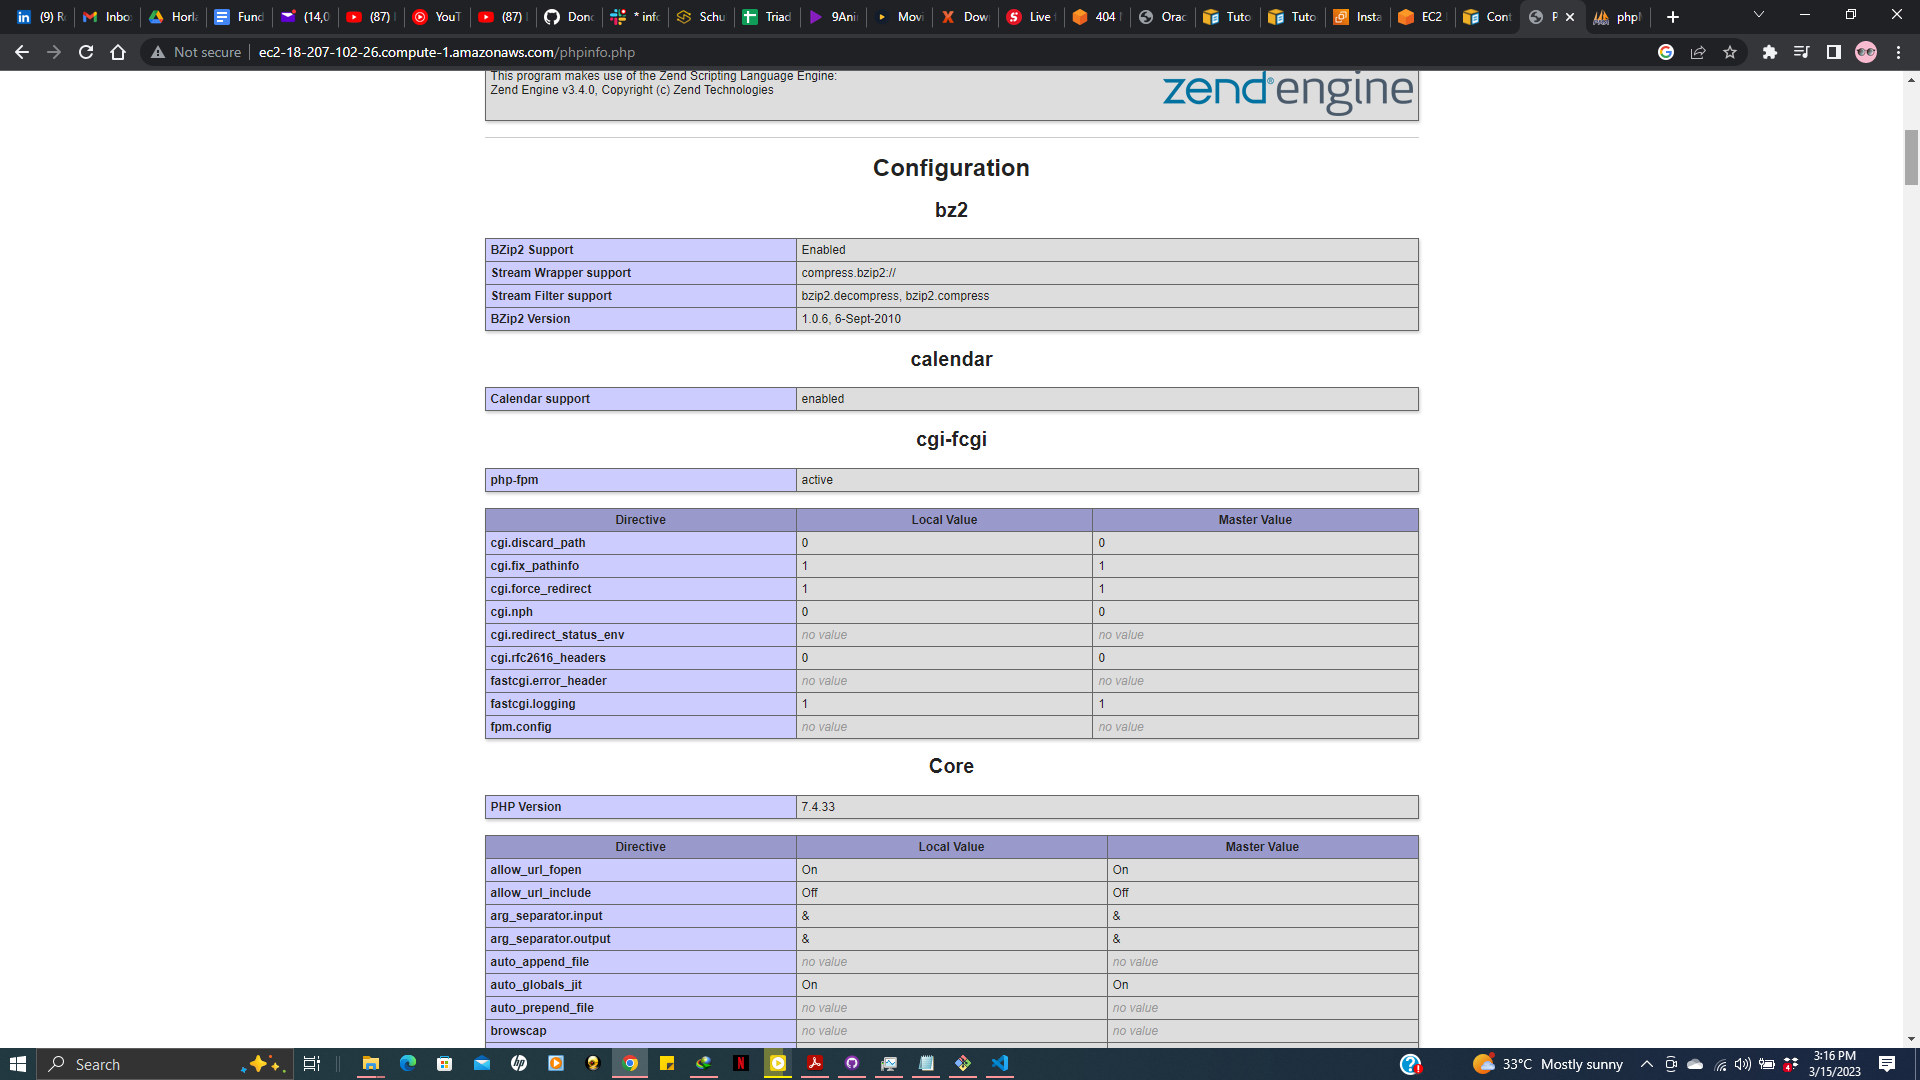 (9) R
Inbo
Horla
Fund
(14,0
(87)
YouT
(87)
Dono
* info
Schu
Triad
9Ani
Movi
Dow
Live
404
Orac
Tuto
Tuto
Insta
EC2
Cont
P
phpM
Not secure
ec2-18-207-102-26.compute-1.amazonaws.com/phpinfo.php
This program makes use of the Zend Scripting Language Engine:
Zend Engine v3.4.0, Copyright (c) Zend Technologies
zend®engine
Configuration
bz2
BZip2 Support Enabled
Stream Wrapper support compress.bzip2://
Stream Filter support bzip2.decompress, bzip2.compress
BZip2 Version 1.0.6, 6-Sept-2010
calendar
Calendar support enabled
cgi-fcgi
php-fpm active
Directive Local Value Master Value
cgi.discard_path 0 0
cgi.fix_pathinfo 1 1
cgi.force_redirect 1 1
cgi.nph 0 0
cgi.redirect_status_env no value no value
cgi.rfc2616_headers 0 0
fastcgi.error_header no value no value
fastcgi.logging 1 1
fpm.config no value no value
Core
PHP Version 7.4.33
Directive Local Value Master Value
allow_url_fopen On On
allow_url_include Off Off
arg_separator.input & &
arg_separator.output & &
auto_append_file no value no value
auto_globals_jit On On
auto_prepend_file no value no value
browscap no value no value
Search
33°C Mostly sunny
3:16 PM
3/15/2023